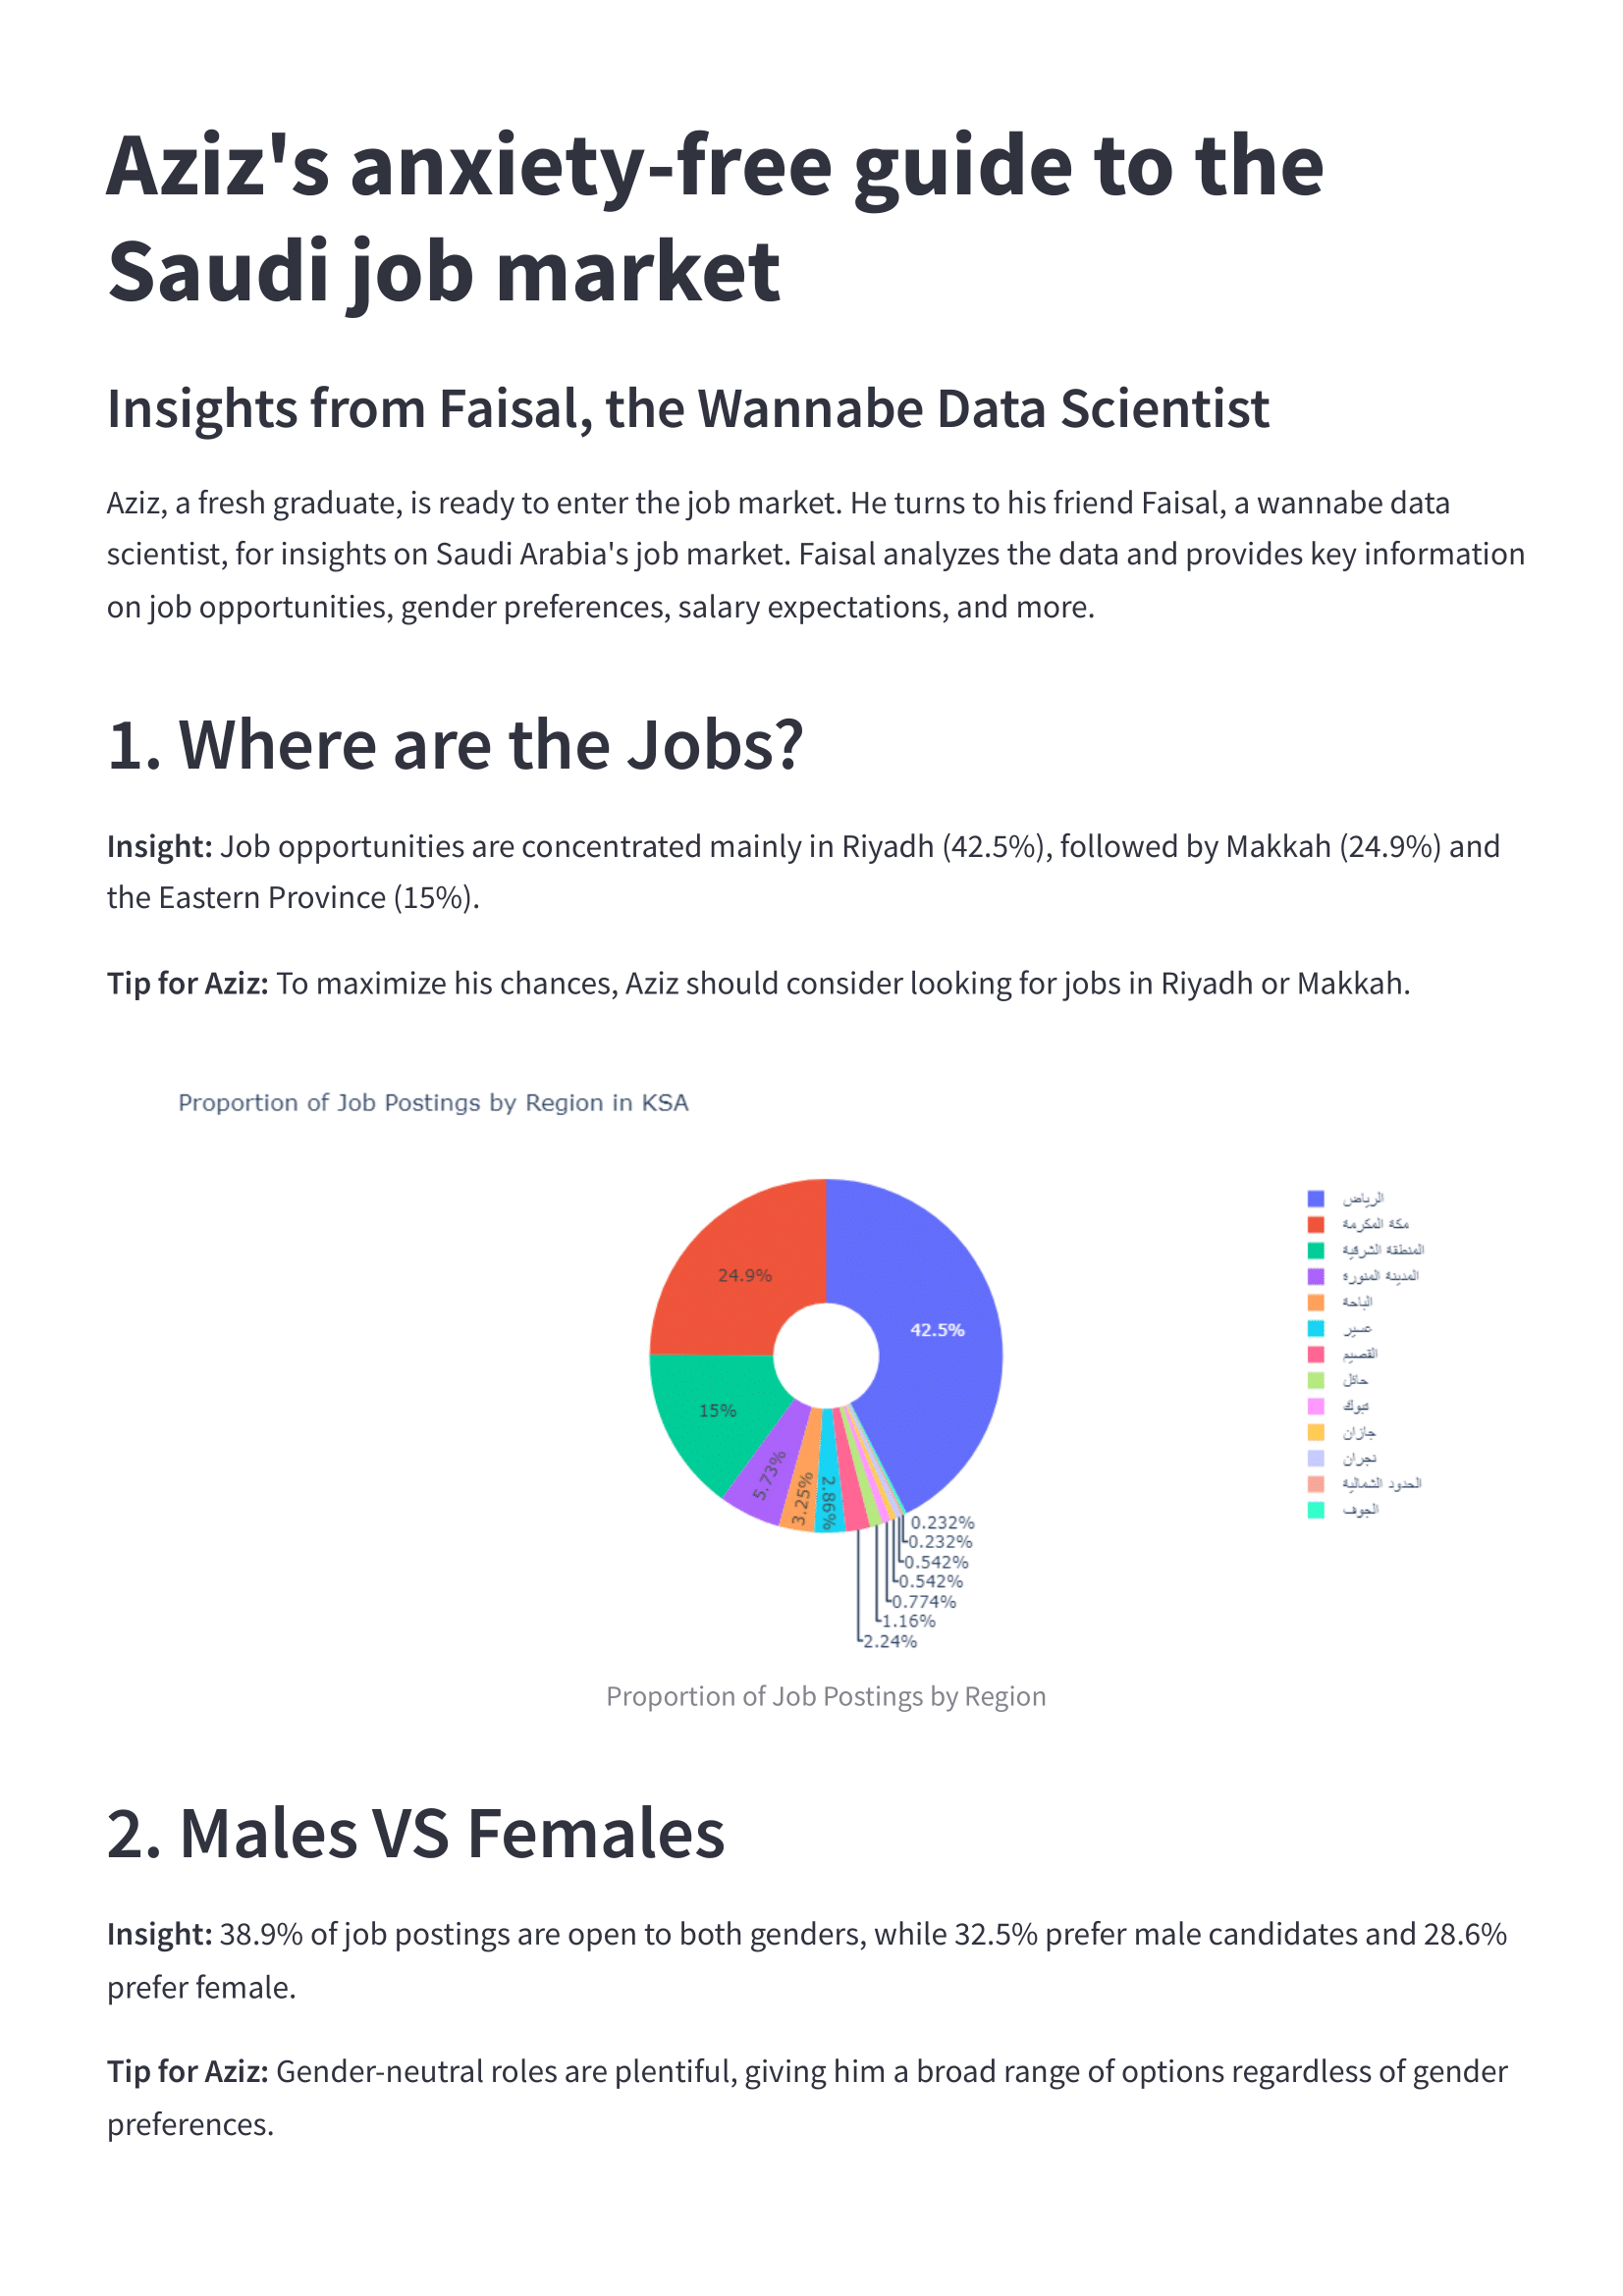 Aziz's anxiety-free guide to the
Saudi job market
Insights from Faisal, the Wannabe Data Scientist
Aziz, a fresh graduate, is ready to enter the job market. He turns to his friend Faisal, a wannabe data
scientist, for insights on Saudi Arabia's job market. Faisal analyzes the data and provides key information
on job opportunities, gender preferences, salary expectations, and more.
1. Where are the Jobs?
Insight: Job opportunities are concentrated mainly in Riyadh (42.5%), followed by Makkah (24.9%) and
the Eastern Province (15%).
Tip for Aziz: To maximize his chances, Aziz should consider looking for jobs in Riyadh or Makkah.
Proportion of Job Postings by Region in KSA
24.9%
42.5%
15%
5.73%
3.25%
2.86%
0.232%
0.232%
0.542%
0.542%
0.774%
1.16%
2.24%
الرياض
مكة المكرمة
المنطقة الشرقية
المدينة المنورة
الباحة
عسير
القصيم
حائل
تبوك
جازان
نجران
الحدود الشمالية
الجوف
Proportion of Job Postings by Region
2. Males VS Females
Insight: 38.9% of job postings are open to both genders, while 32.5% prefer male candidates and 28.6%
prefer female.
Tip for Aziz: Gender-neutral roles are plentiful, giving him a broad range of options regardless of gender
preferences.